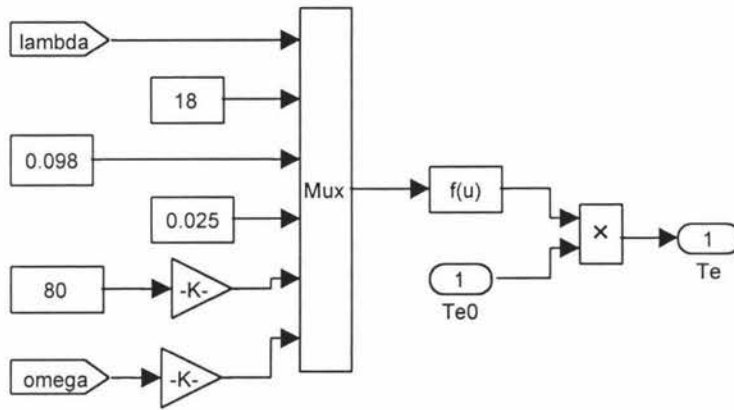 lambda
18
0.098
Mux
f(u)
0.025
×
1
Te
80
-K-
1
Te0
omega
-K-